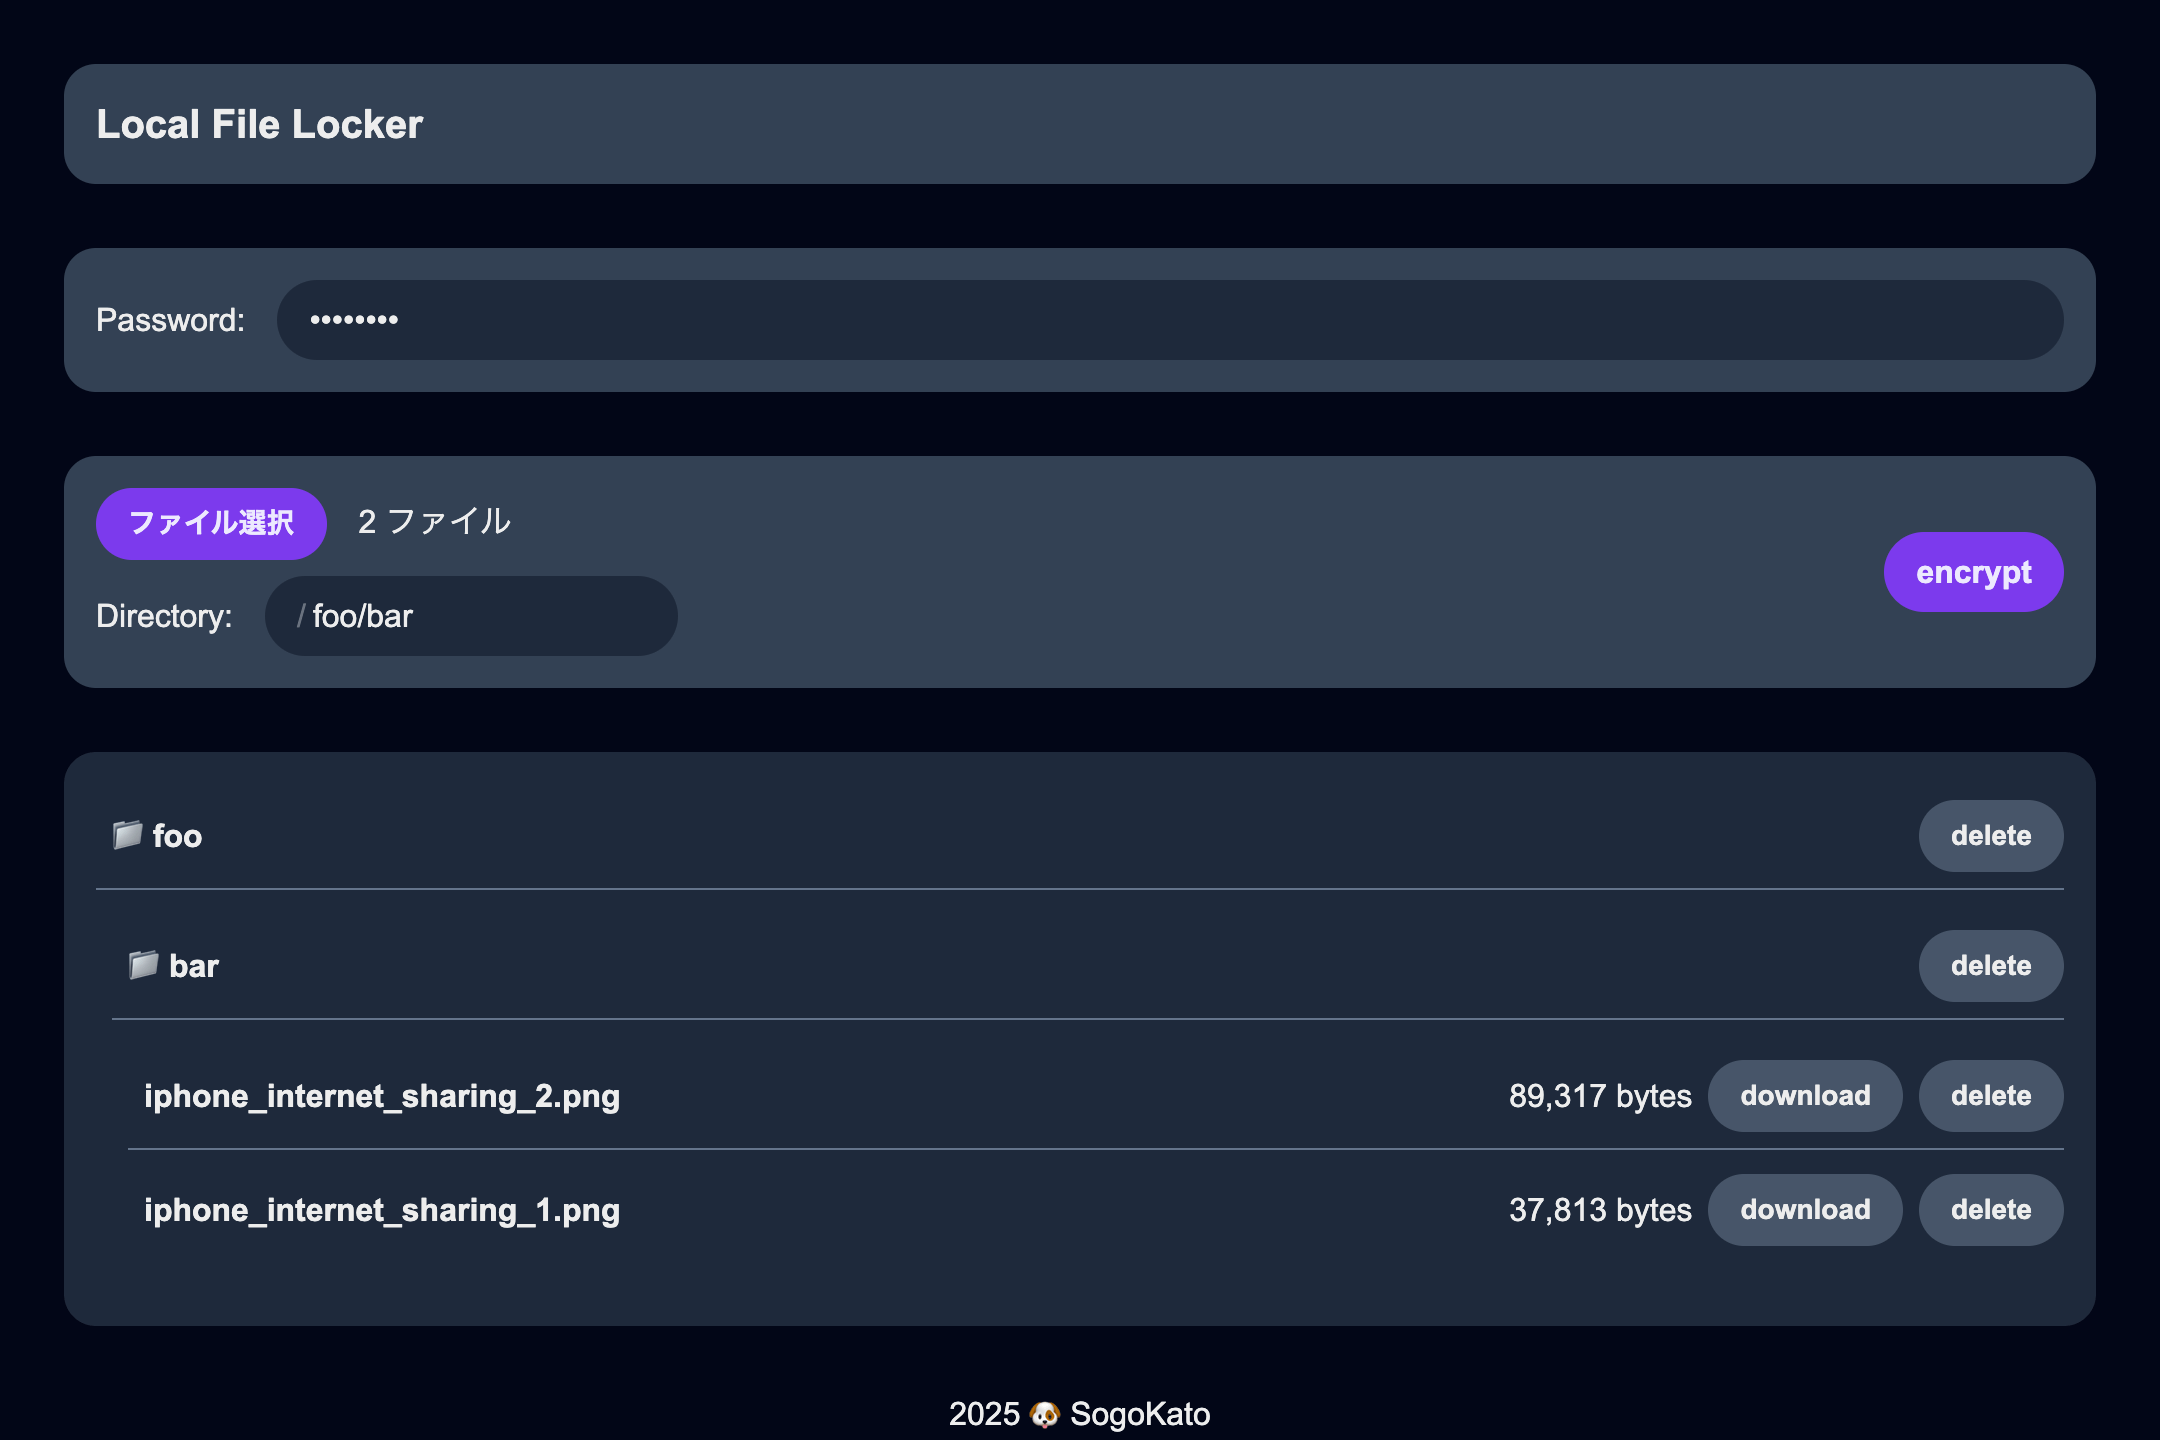 Local File Locker
Password: ••••••••
ファイル選択 2 ファイル
encrypt
Directory: / foo/bar
foo delete
bar delete
iphone_internet_sharing_2.png 89,317 bytes download delete
iphone_internet_sharing_1.png 37,813 bytes download delete
2025 🐶 SogoKato